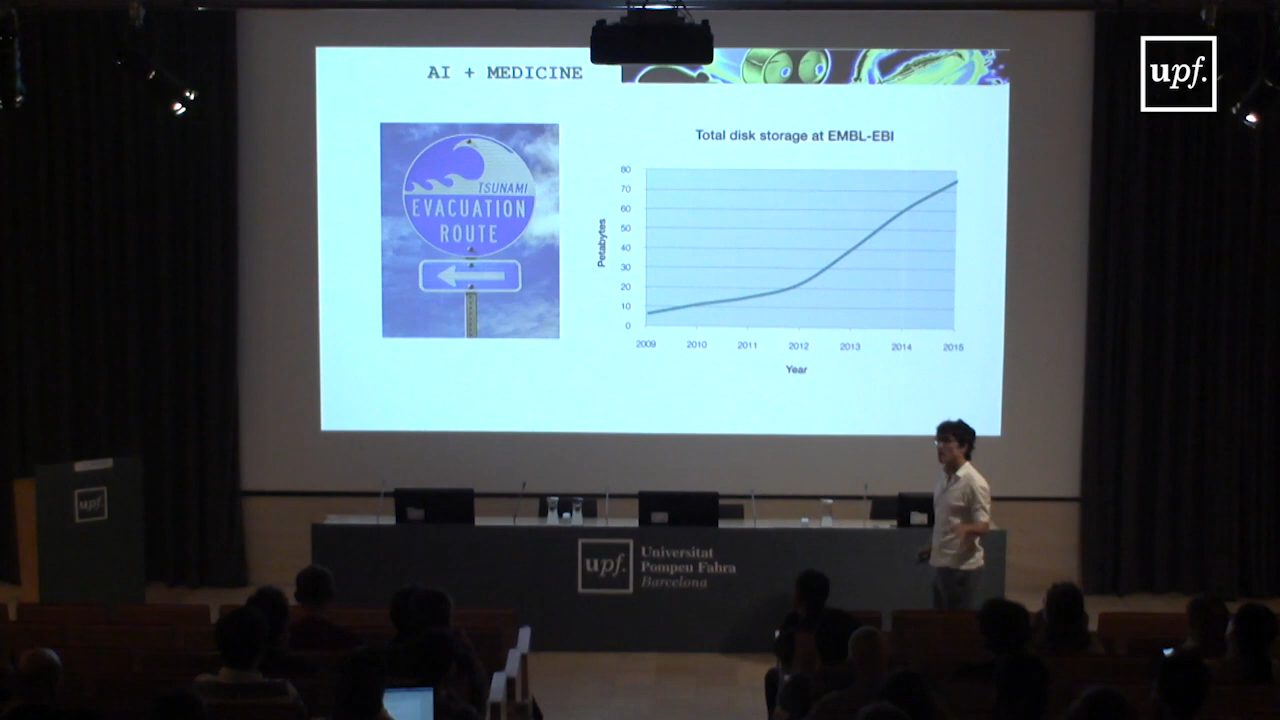 upf.
AI + MEDICINE
TSUNAMI
EVACUATION
ROUTE
Total disk storage at EMBL-EBI
Petabytes
80
70
60
50
40
30
20
10
0
2009 2010 2011 2012 2013 2014 2015
Year
upf.
upf.
Universitat
Pompeu Fabra
Barcelona